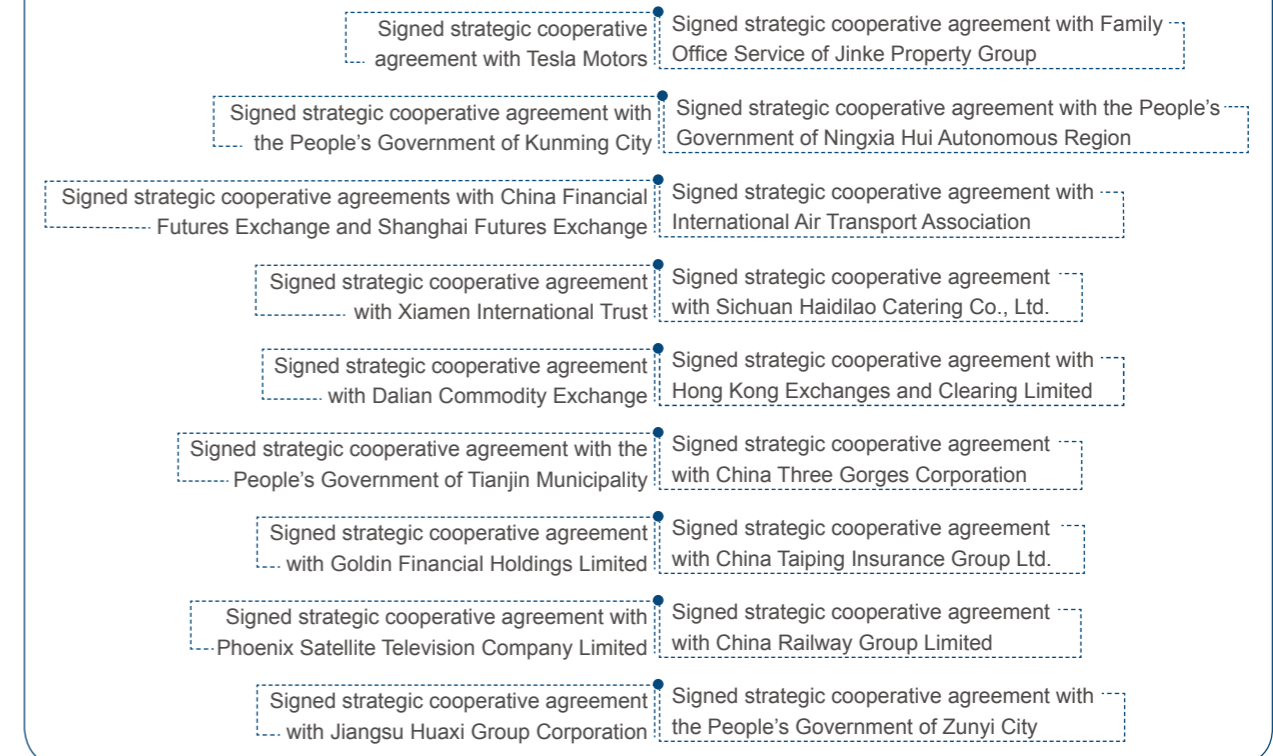 Signed strategic cooperative
agreement with Tesla Motors
Signed strategic cooperative agreement with Family
Office Service of Jinke Property Group
Signed strategic cooperative agreement with
the People’s Government of Kunming City
Signed strategic cooperative agreement with the People’s
Government of Ningxia Hui Autonomous Region
Signed strategic cooperative agreements with China Financial
Futures Exchange and Shanghai Futures Exchange
Signed strategic cooperative agreement with
International Air Transport Association
Signed strategic cooperative agreement
with Xiamen International Trust
Signed strategic cooperative agreement
with Sichuan Haidilao Catering Co., Ltd.
Signed strategic cooperative agreement
with Dalian Commodity Exchange
Signed strategic cooperative agreement with
Hong Kong Exchanges and Clearing Limited
Signed strategic cooperative agreement with the
People’s Government of Tianjin Municipality
Signed strategic cooperative agreement
with China Three Gorges Corporation
Signed strategic cooperative agreement
with Goldin Financial Holdings Limited
Signed strategic cooperative agreement
with China Taiping Insurance Group Ltd.
Signed strategic cooperative agreement with
Phoenix Satellite Television Company Limited
Signed strategic cooperative agreement
with China Railway Group Limited
Signed strategic cooperative agreement
with Jiangsu Huaxi Group Corporation
Signed strategic cooperative agreement with
the People’s Government of Zunyi City